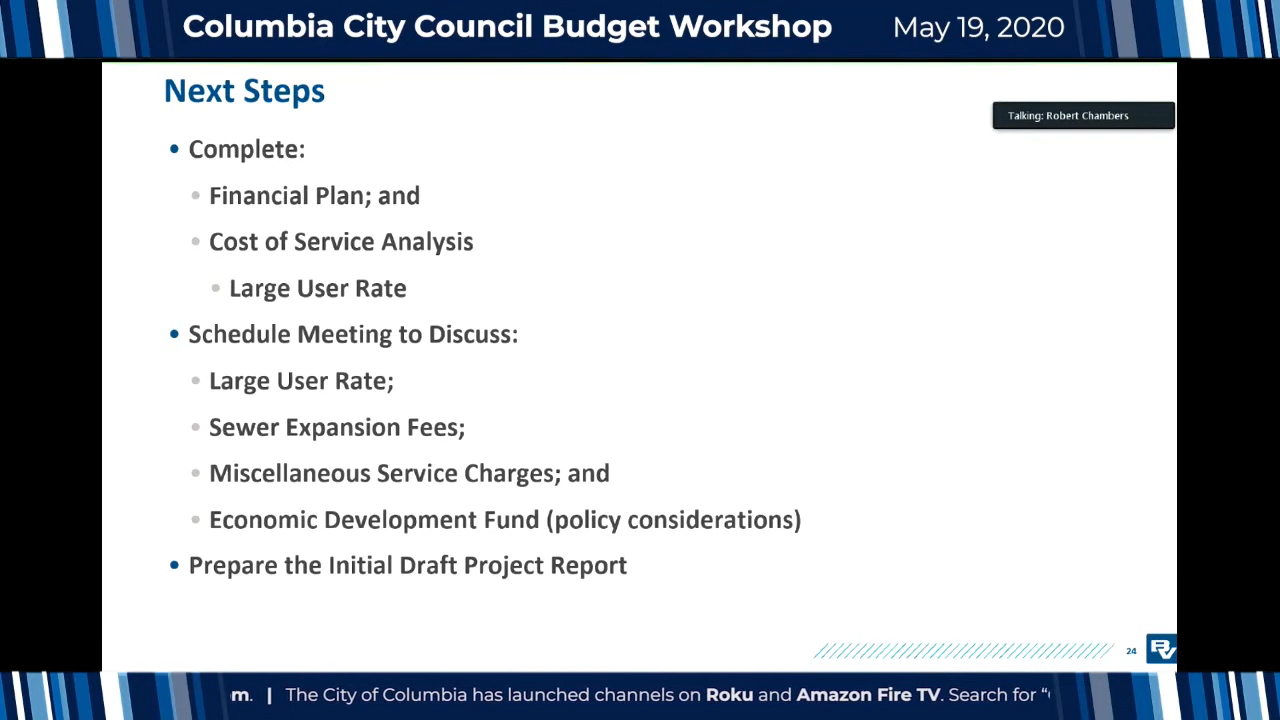 Columbia City Council Budget Workshop May 19, 2020
Next Steps
Talking: Robert Chambers
• Complete:
• Financial Plan; and
• Cost of Service Analysis
• Large User Rate
• Schedule Meeting to Discuss:
• Large User Rate;
• Sewer Expansion Fees;
• Miscellaneous Service Charges; and
• Economic Development Fund (policy considerations)
• Prepare the Initial Draft Project Report
24
BV
m. | The City of Columbia has launched channels on Roku and Amazon Fire TV. Search for “